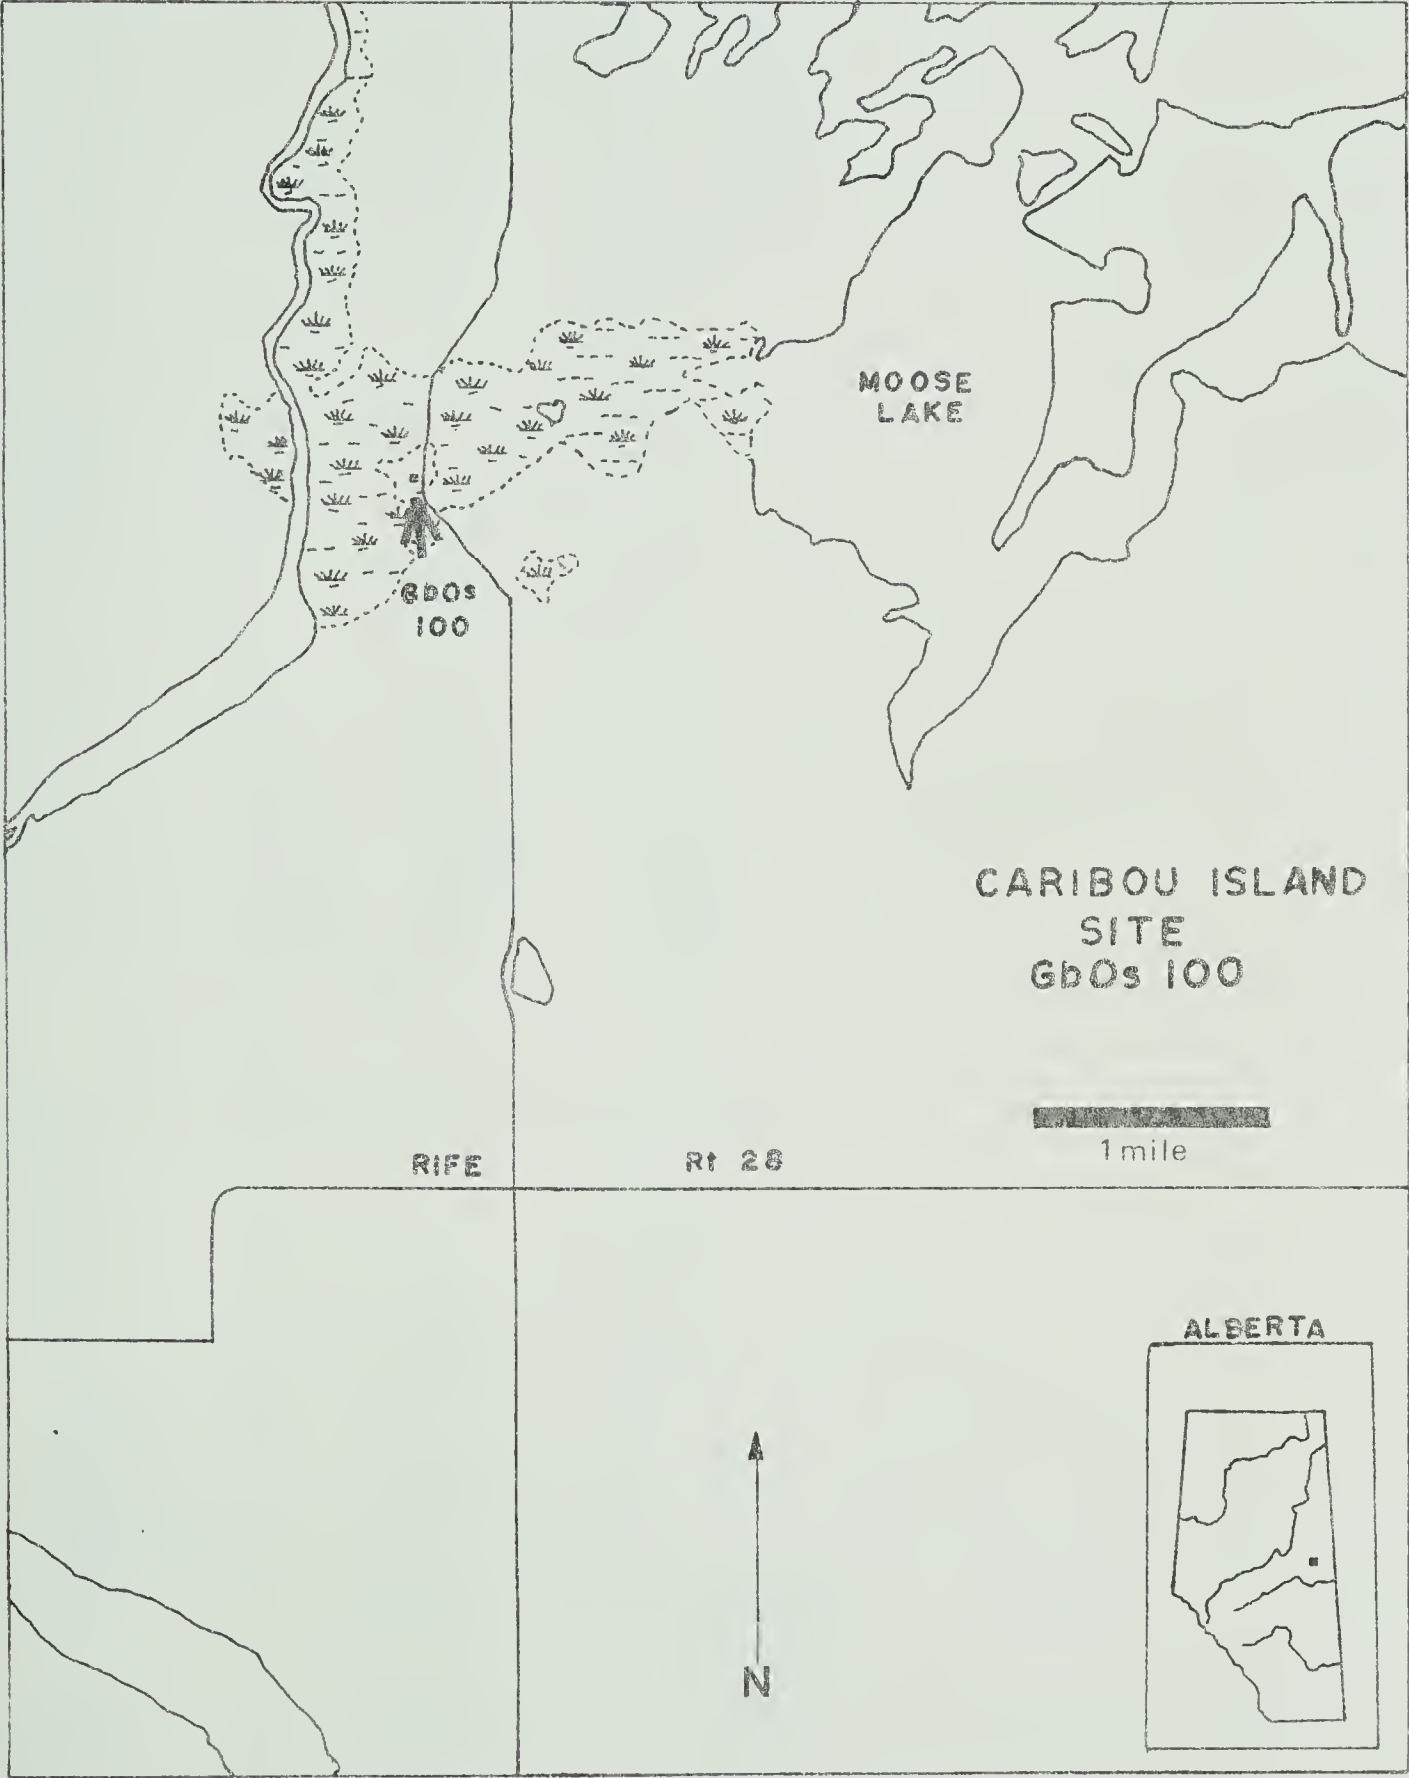 MOOSE
LAKE
GbOs
100
CARIBOU ISLAND
SITE
GbOs 100
1 mile
RIFE
Rt 28
ALBERTA
N